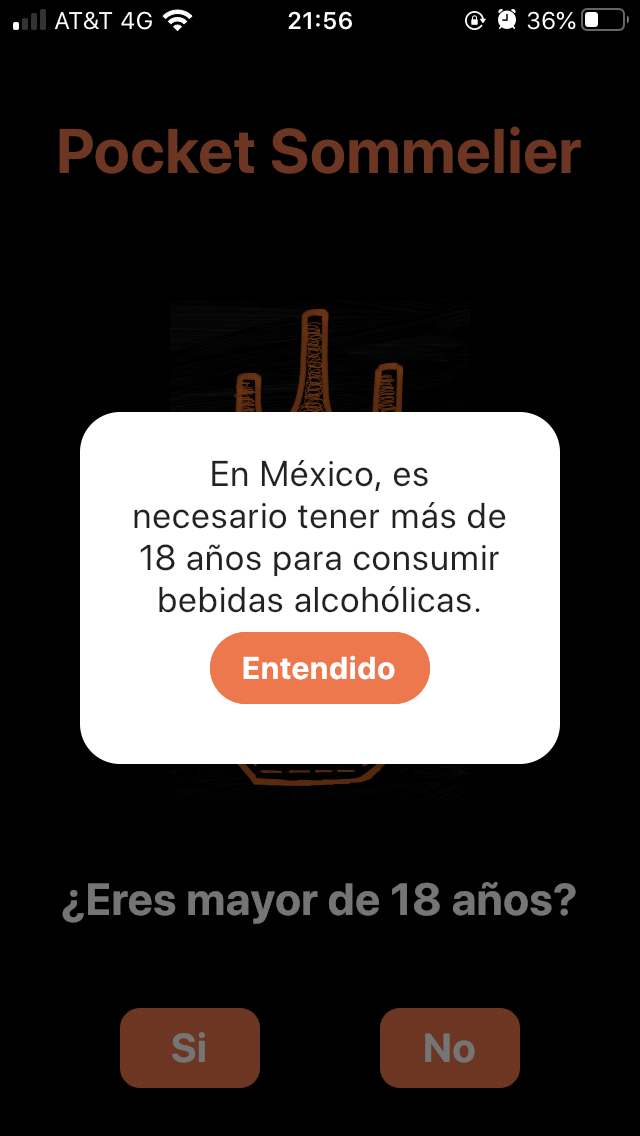 AT&T 4G 21:56 36%
Pocket Sommelier
En México, es
necesario tener más de
18 años para consumir
bebidas alcohólicas.
Entendido
¿Eres mayor de 18 años?
Si No